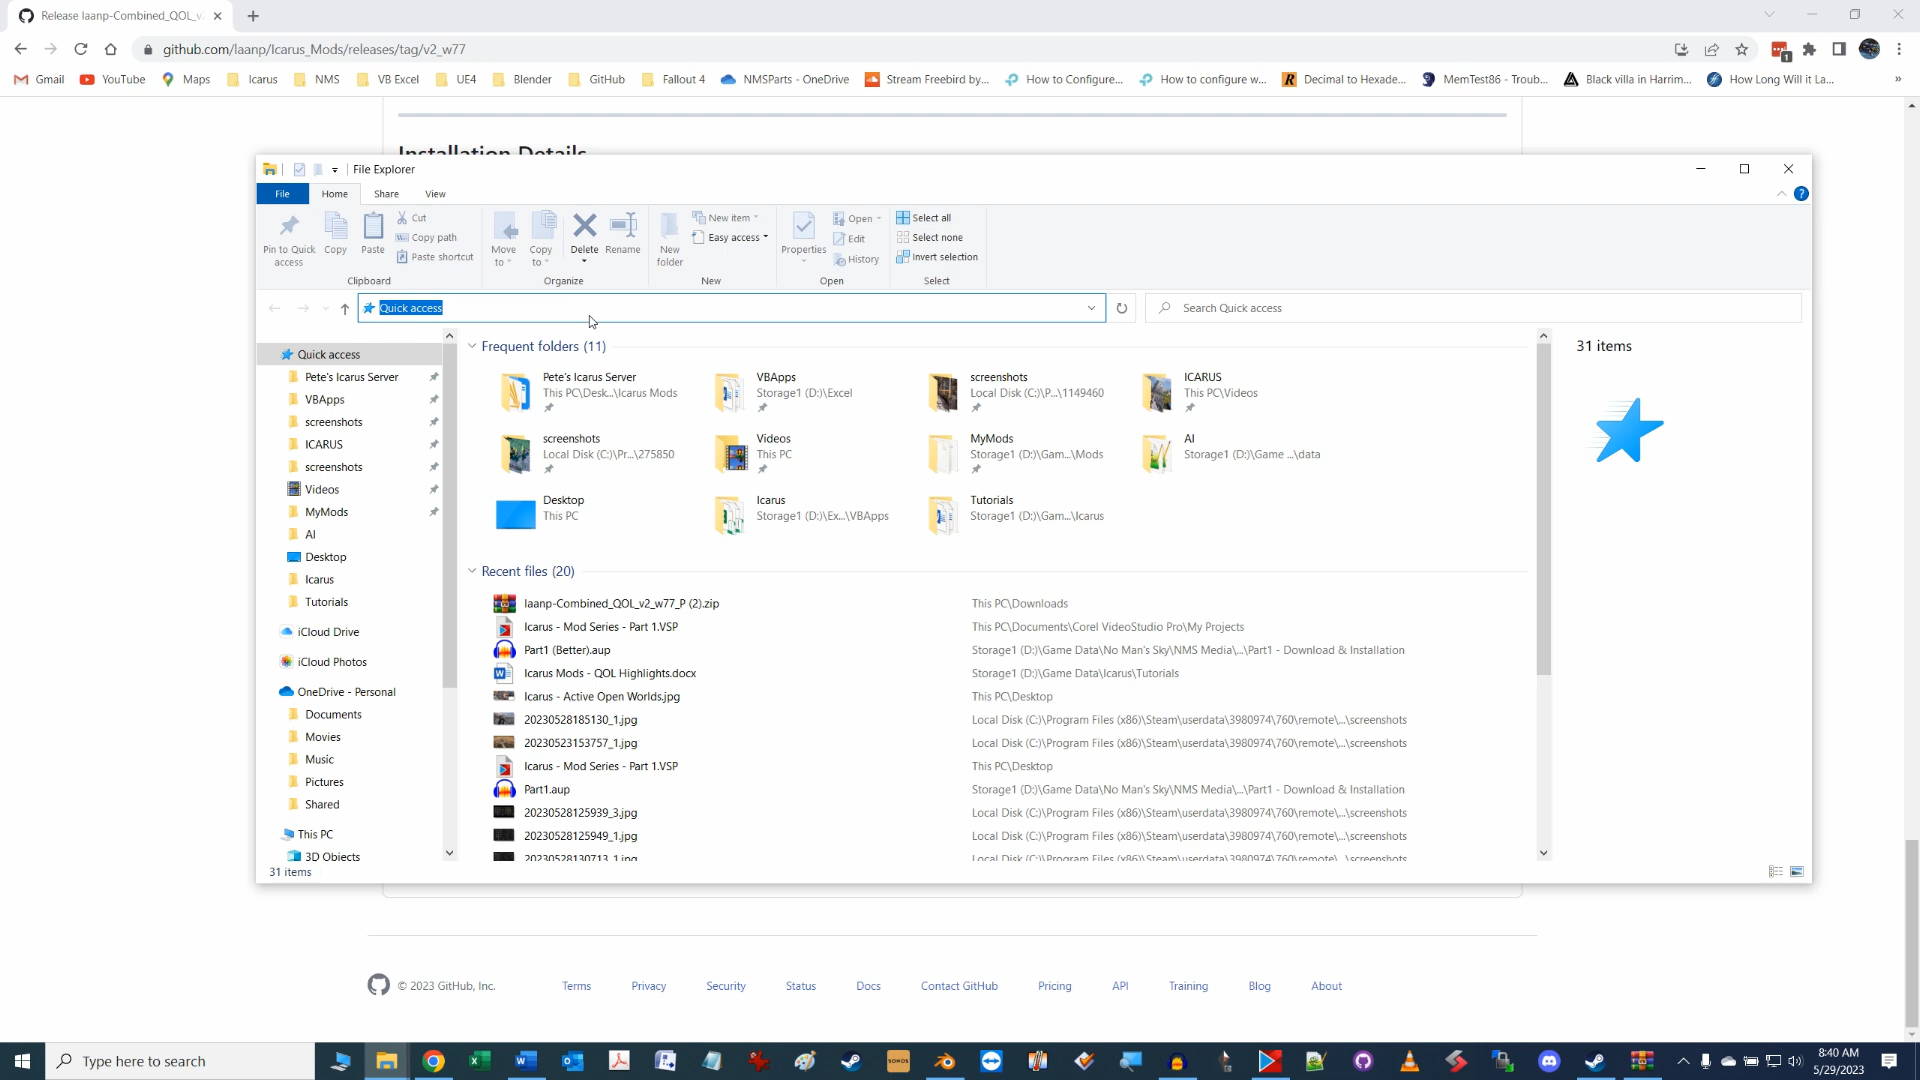 Release laanp-Combined_QOL_v
github.com/laanp/Icarus_Mods/releases/tag/v2_w77
1
Gmail YouTube Maps Icarus NMS VB Excel UE4 Blender GitHub Fallout 4 NMSParts - OneDrive Stream Freebird by... How to Configure... How to configure w... Decimal to Hexade... MemTest86 - Troub... Black villa in Harrim... How Long Will it La... »
Installation Details
File Explorer
File Home Share View
Pin to Quick access
Copy
Paste
Cut
Copy path
Paste shortcut
Clipboard
Move to
Copy to
Delete
Rename
Organize
New folder
New item
Easy access
New
Properties
Open
Edit
History
Open
Select all
Select none
Invert selection
Select
Quick access
Search Quick access
Quick access
Pete's Icarus Server
VBApps
screenshots
ICARUS
screenshots
Videos
MyMods
AI
Desktop
Icarus
Tutorials
iCloud Drive
iCloud Photos
OneDrive - Personal
Documents
Movies
Music
Pictures
Shared
This PC
3D Objects
Frequent folders (11)
Pete's Icarus Server
This PC\Desk...\Icarus Mods
VBApps
Storage1 (D:)\Excel
screenshots
Local Disk (C:)\P...\1149460
ICARUS
This PC\Videos
screenshots
Local Disk (C:)\Pr...\275850
Videos
This PC
MyMods
Storage1 (D:)\Gam...\Mods
AI
Storage1 (D:)\Game ...\data
Desktop
This PC
Icarus
Storage1 (D:)\Ex...\VBApps
Tutorials
Storage1 (D:)\Gam...\Icarus
Recent files (20)
laanp-Combined_QOL_v2_w77_P (2).zip This PC\Downloads
Icarus - Mod Series - Part 1.VSP This PC\Documents\Corel VideoStudio Pro\My Projects
Part1 (Better).aup Storage1 (D:)\Game Data\No Man's Sky\NMS Media\...\Part1 - Download & Installation
Icarus Mods - QOL Highlights.docx Storage1 (D:)\Game Data\Icarus\Tutorials
Icarus - Active Open Worlds.jpg This PC\Desktop
20230528185130_1.jpg Local Disk (C:)\Program Files (x86)\Steam\userdata\3980974\760\remote\...\screenshots
20230523153757_1.jpg Local Disk (C:)\Program Files (x86)\Steam\userdata\3980974\760\remote\...\screenshots
Icarus - Mod Series - Part 1.VSP This PC\Desktop
Part1.aup Storage1 (D:)\Game Data\No Man's Sky\NMS Media\...\Part1 - Download & Installation
20230528125939_3.jpg Local Disk (C:)\Program Files (x86)\Steam\userdata\3980974\760\remote\...\screenshots
20230528125949_1.jpg Local Disk (C:)\Program Files (x86)\Steam\userdata\3980974\760\remote\...\screenshots
20230528130713_1.jpg Local Disk (C:)\Program Files (x86)\Steam\userdata\3980974\760\remote\...\screenshots
31 items
31 items
© 2023 GitHub, Inc. Terms Privacy Security Status Docs Contact GitHub Pricing API Training Blog About
Type here to search
SONOS
8:40 AM
5/29/2023